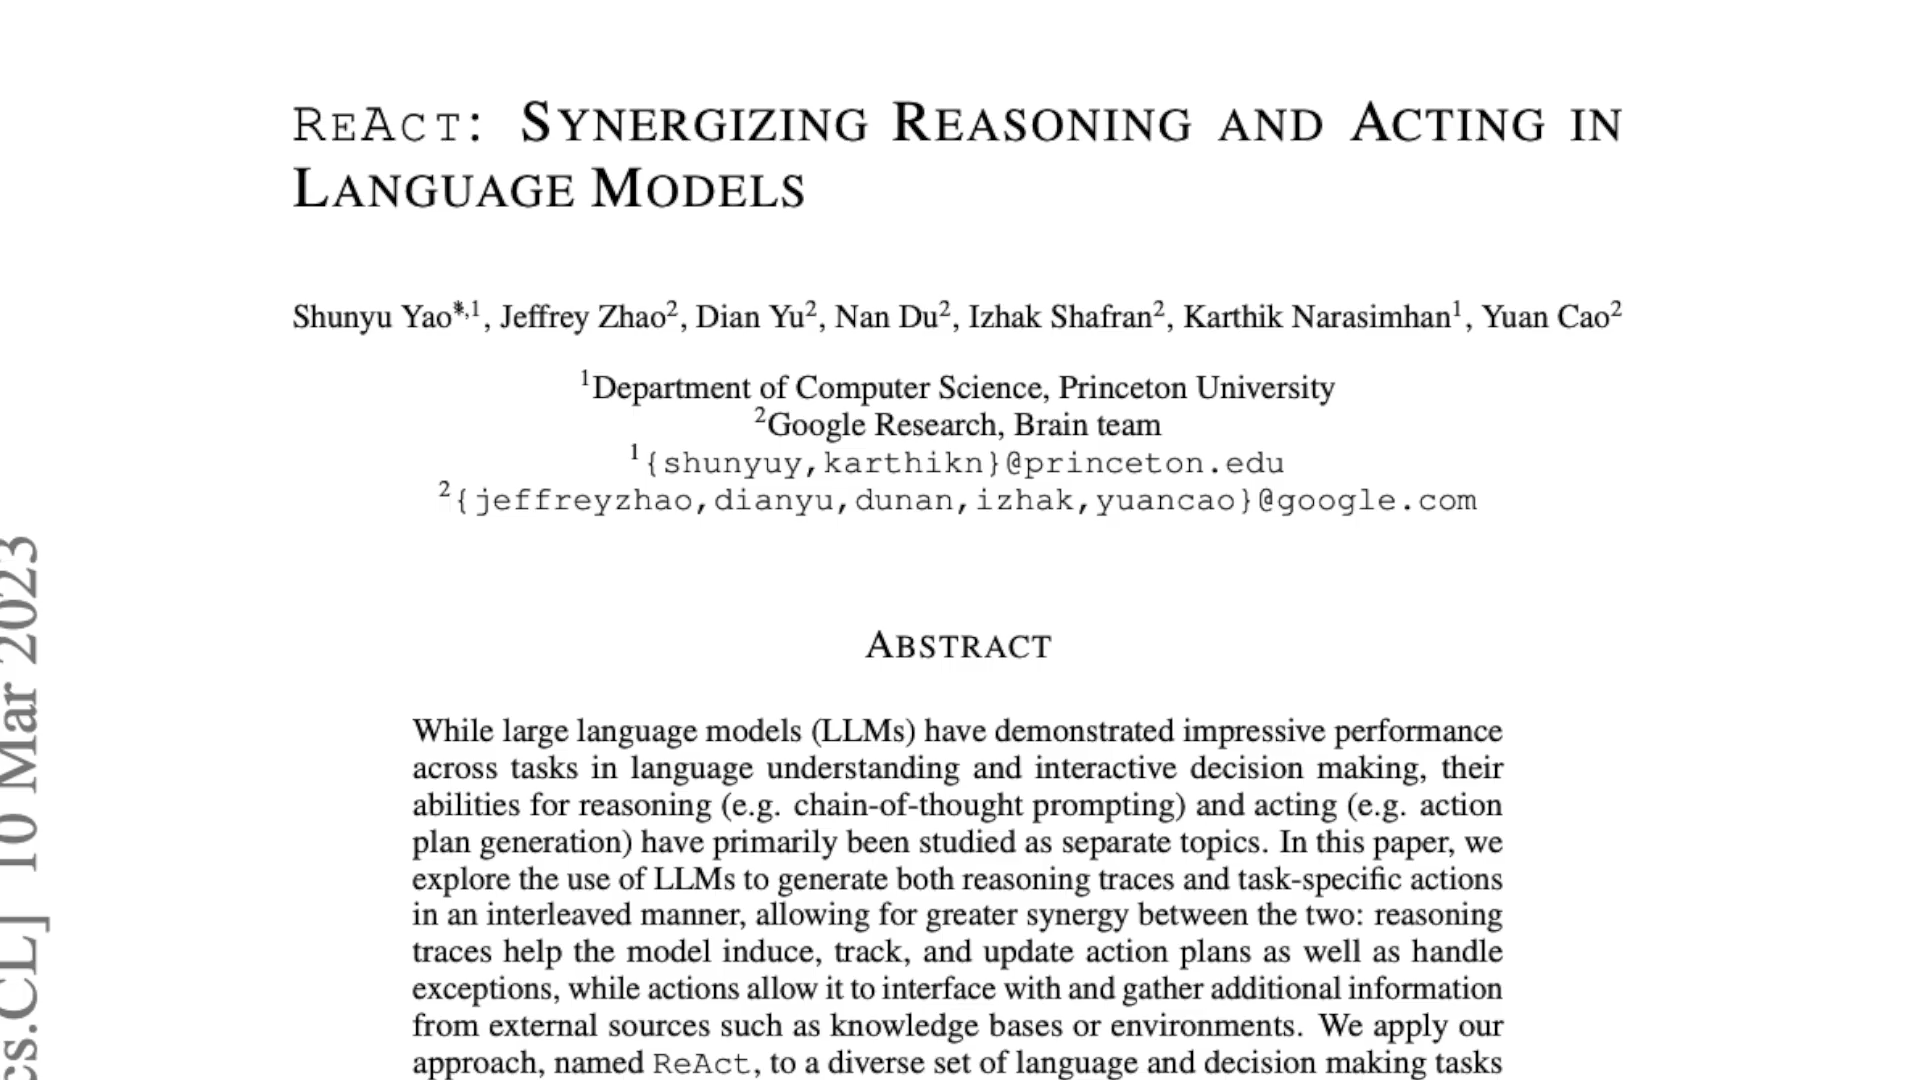 ReAct: Synergizing Reasoning and Acting in
Language Models
Shunyu Yao*,1, Jeffrey Zhao2, Dian Yu2, Nan Du2, Izhak Shafran2, Karthik Narasimhan1, Yuan Cao2
1Department of Computer Science, Princeton University
2Google Research, Brain team
1{shunyuy,karthikn}@princeton.edu
2{jeffreyzhao,dianyu,dunan,izhak,yuancao}@google.com
Abstract
While large language models (LLMs) have demonstrated impressive performance
across tasks in language understanding and interactive decision making, their
abilities for reasoning (e.g. chain-of-thought prompting) and acting (e.g. action
plan generation) have primarily been studied as separate topics. In this paper, we
explore the use of LLMs to generate both reasoning traces and task-specific actions
in an interleaved manner, allowing for greater synergy between the two: reasoning
traces help the model induce, track, and update action plans as well as handle
exceptions, while actions allow it to interface with and gather additional information
from external sources such as knowledge bases or environments. We apply our
approach, named ReAct, to a diverse set of language and decision making tasks
cs.CL] 10 Mar 2023